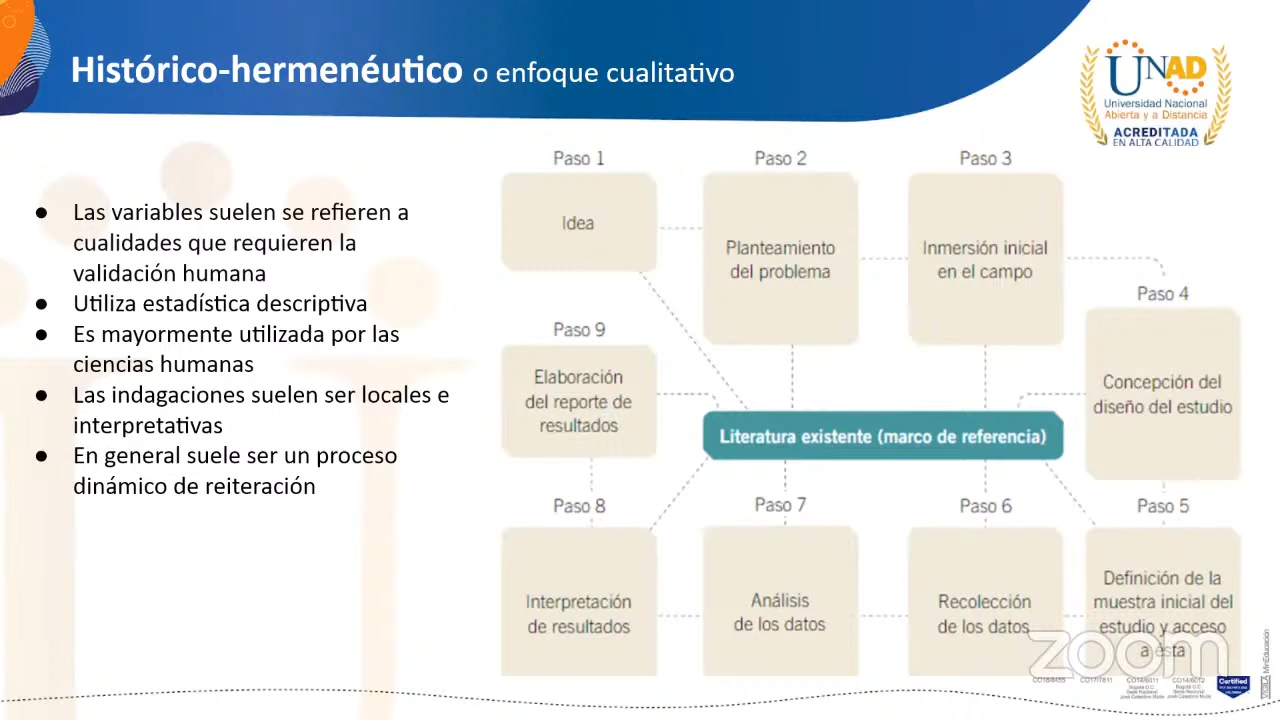 Histórico-hermenéutico o enfoque cualitativo
UNAD
Universidad Nacional
Abierta y a Distancia
ACREDITADA
EN ALTA CALIDAD
● Las variables suelen se refieren a
cualidades que requieren la
validación humana
● Utiliza estadística descriptiva
● Es mayormente utilizada por las
ciencias humanas
● Las indagaciones suelen ser locales e
interpretativas
● En general suele ser un proceso
dinámico de reiteración
Paso 1
Idea
Paso 2
Planteamiento
del problema
Paso 3
Inmersión inicial
en el campo
Paso 4
Concepción del
diseño del estudio
Literatura existente (marco de referencia)
Paso 9
Elaboración
del reporte de
resultados
Paso 8
Interpretación
de resultados
Paso 7
Análisis
de los datos
Paso 6
Recolección
de los datos
Paso 5
Definición de la
muestra inicial del
estudio y acceso
a ésta
zoom
Certified
VIGILADA MinEducación